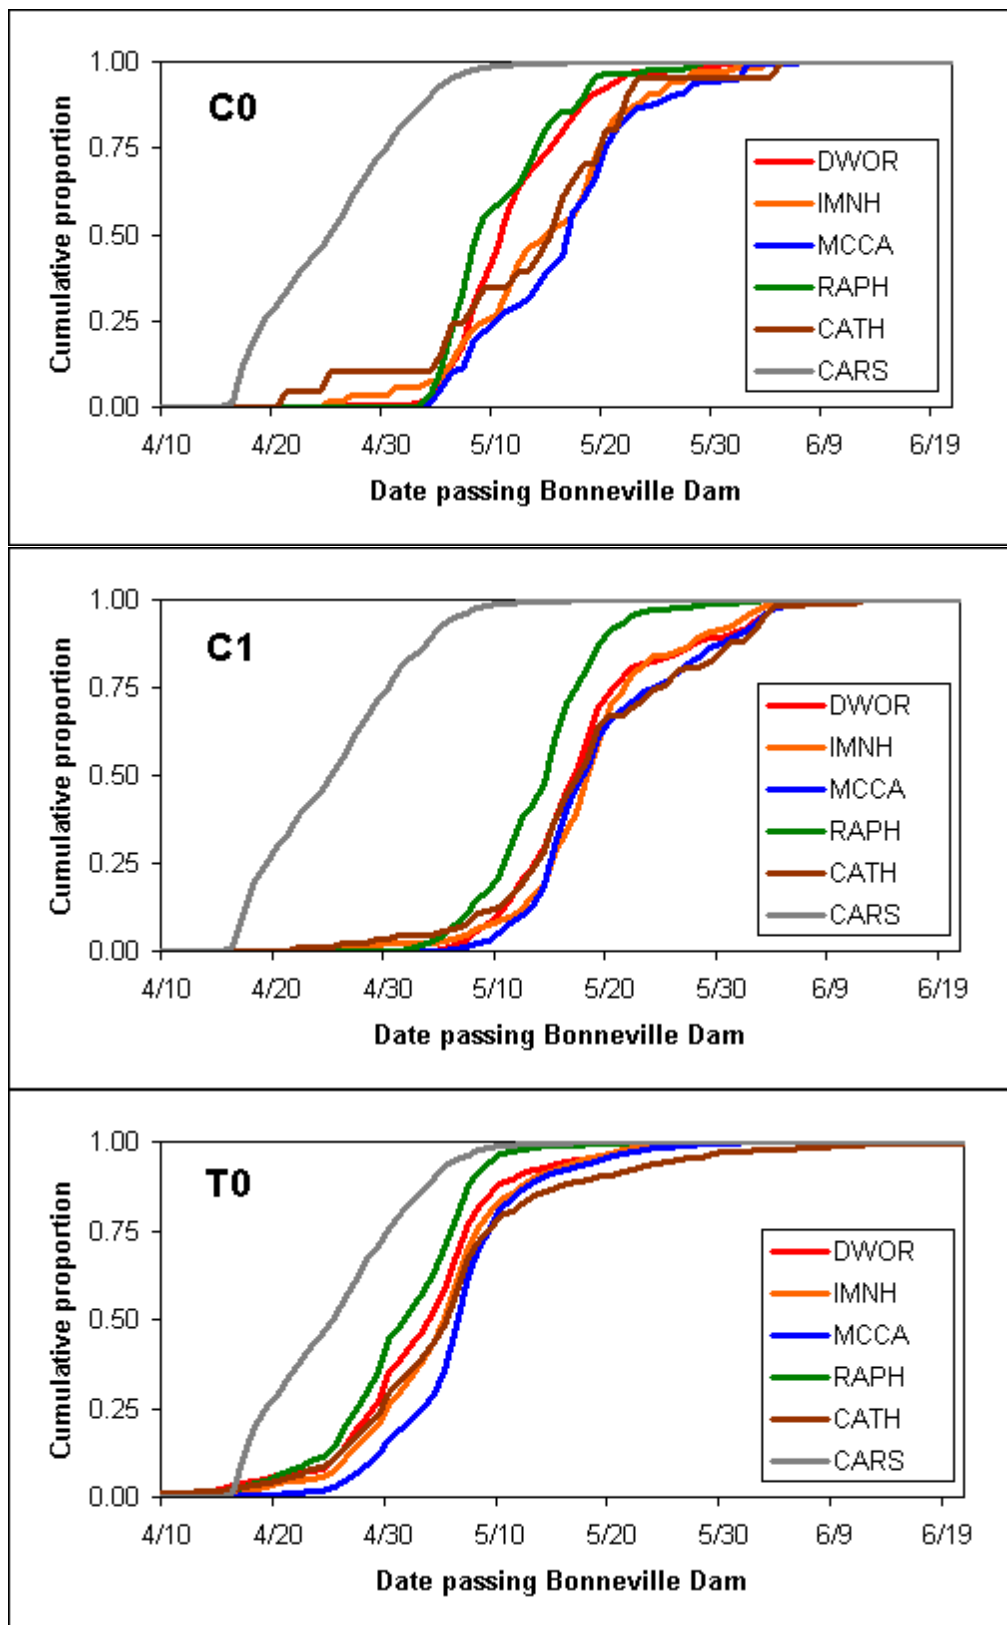 C0
Cumulative proportion
1.00
0.75
0.50
0.25
0.00
DWOR
IMNH
MCCA
RAPH
CATH
CARS
4/10 4/20 4/30 5/10 5/20 5/30 6/9 6/19
Date passing Bonneville Dam
C1
Cumulative proportion
1.00
0.75
0.50
0.25
0.00
DWOR
IMNH
MCCA
RAPH
CATH
CARS
4/10 4/20 4/30 5/10 5/20 5/30 6/9 6/19
Date passing Bonneville Dam
T0
Cumulative proportion
1.00
0.75
0.50
0.25
0.00
DWOR
IMNH
MCCA
RAPH
CATH
CARS
4/10 4/20 4/30 5/10 5/20 5/30 6/9 6/19
Date passing Bonneville Dam